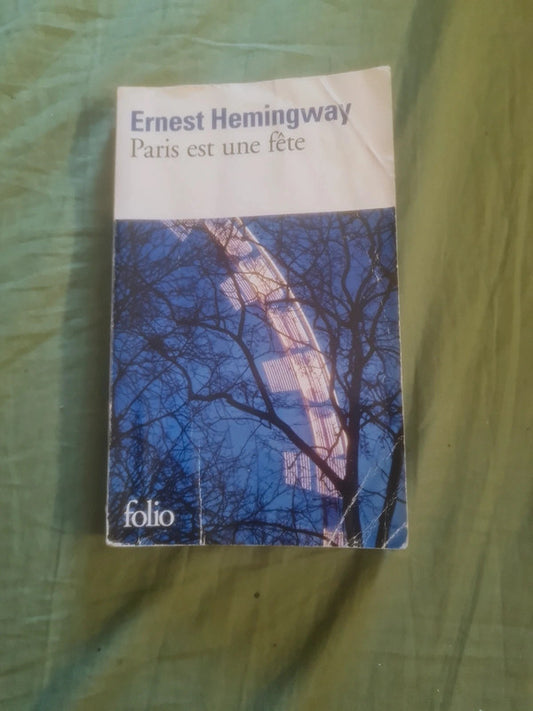 Ernest Hemingway
Paris est une fête
folio